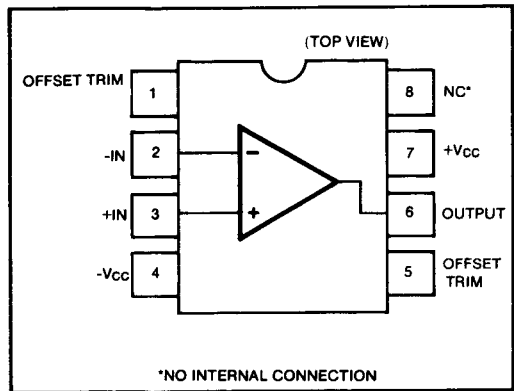 (TOP VIEW)
OFFSET TRIM 1
8 NC*
-IN 2
-
7 +VCC
+IN 3
+
6 OUTPUT
-VCC 4
5 OFFSET
TRIM
*NO INTERNAL CONNECTION